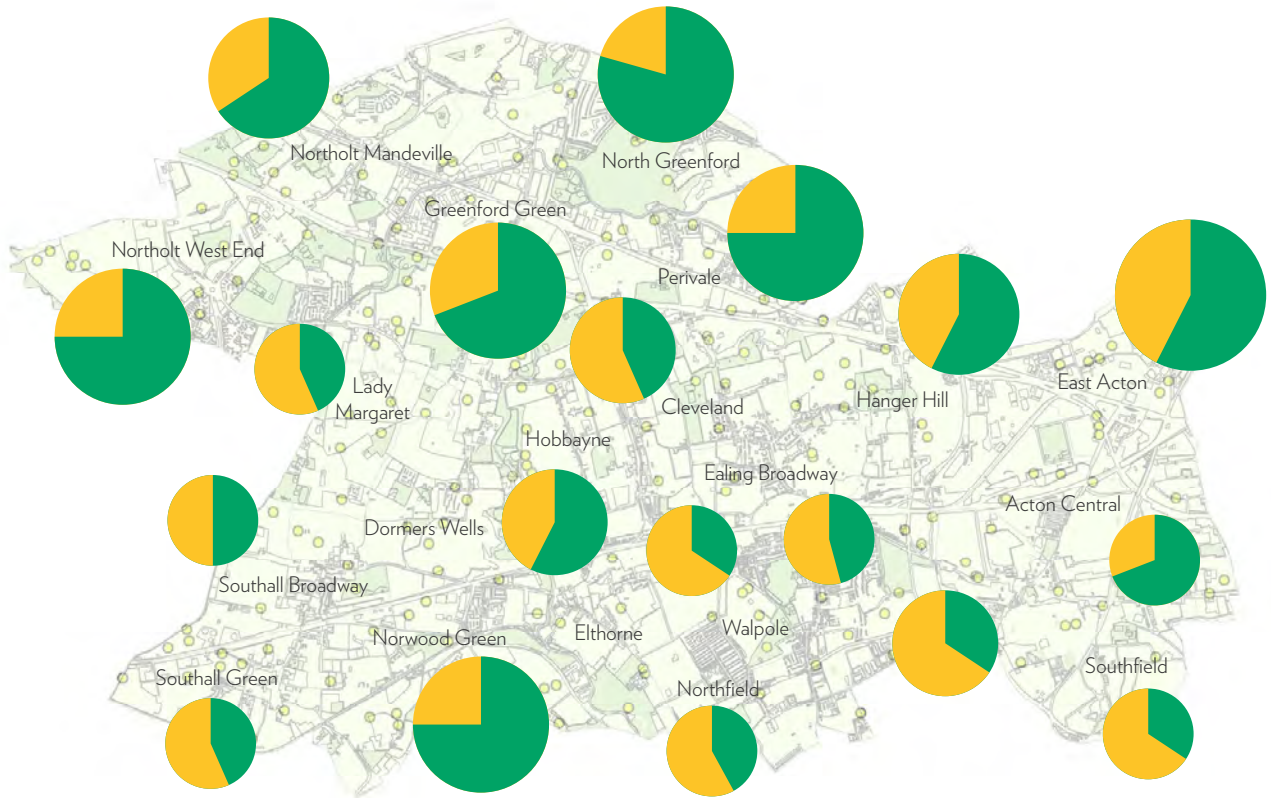 Northolt Mandeville
North Greenford
Greenford Green
Northolt West End
Perivale
East Acton
Lady
Margaret
Cleveland
Hanger Hill
Hobbayne
Ealing Broadway
Acton Central
Dormers Wells
Southall Broadway
Walpole
Elthorne
Norwood Green
Southfield
Southall Green
Northfield